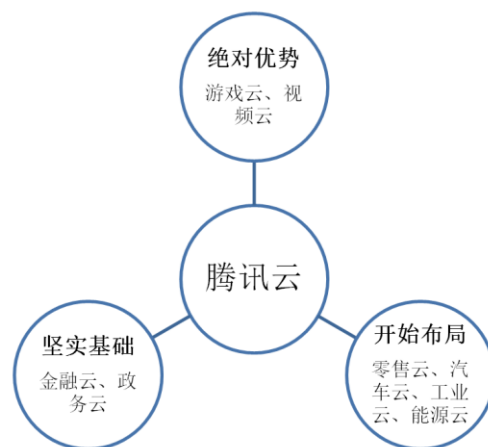 绝对优势
游戏云、视
频云
腾讯云
坚实基础
金融云、政
务云
开始布局
零售云、汽
车云、工业
云、能源云